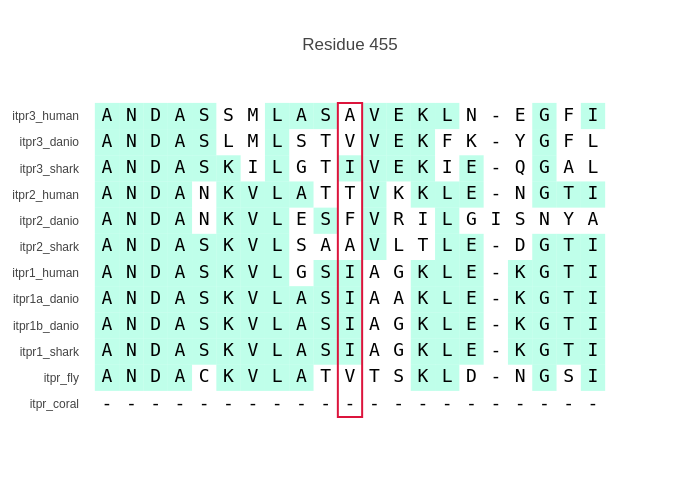 Residue 455
itpr3_human A N D A S S M L A S A V E K L N - E G F I
itpr3_danio A N D A S L M L S T V V E K F K - Y G F L
itpr3_shark A N D A S K I L G T I V E K I E - Q G A L
itpr2_human A N D A N K V L A T T V K K L E - N G T I
itpr2_danio A N D A N K V L E S F V R I L G I S N Y A
itpr2_shark A N D A S K V L S A A V L T L E - D G T I
itpr1_human A N D A S K V L G S I A G K L E - K G T I
itpr1a_danio A N D A S K V L A S I A A K L E - K G T I
itpr1b_danio A N D A S K V L A S I A G K L E - K G T I
itpr1_shark A N D A S K V L A S I A G K L E - K G T I
itpr_fly A N D A C K V L A T V T S K L D - N G S I
itpr_coral - - - - - - - - - - - - - - - - - - - - -